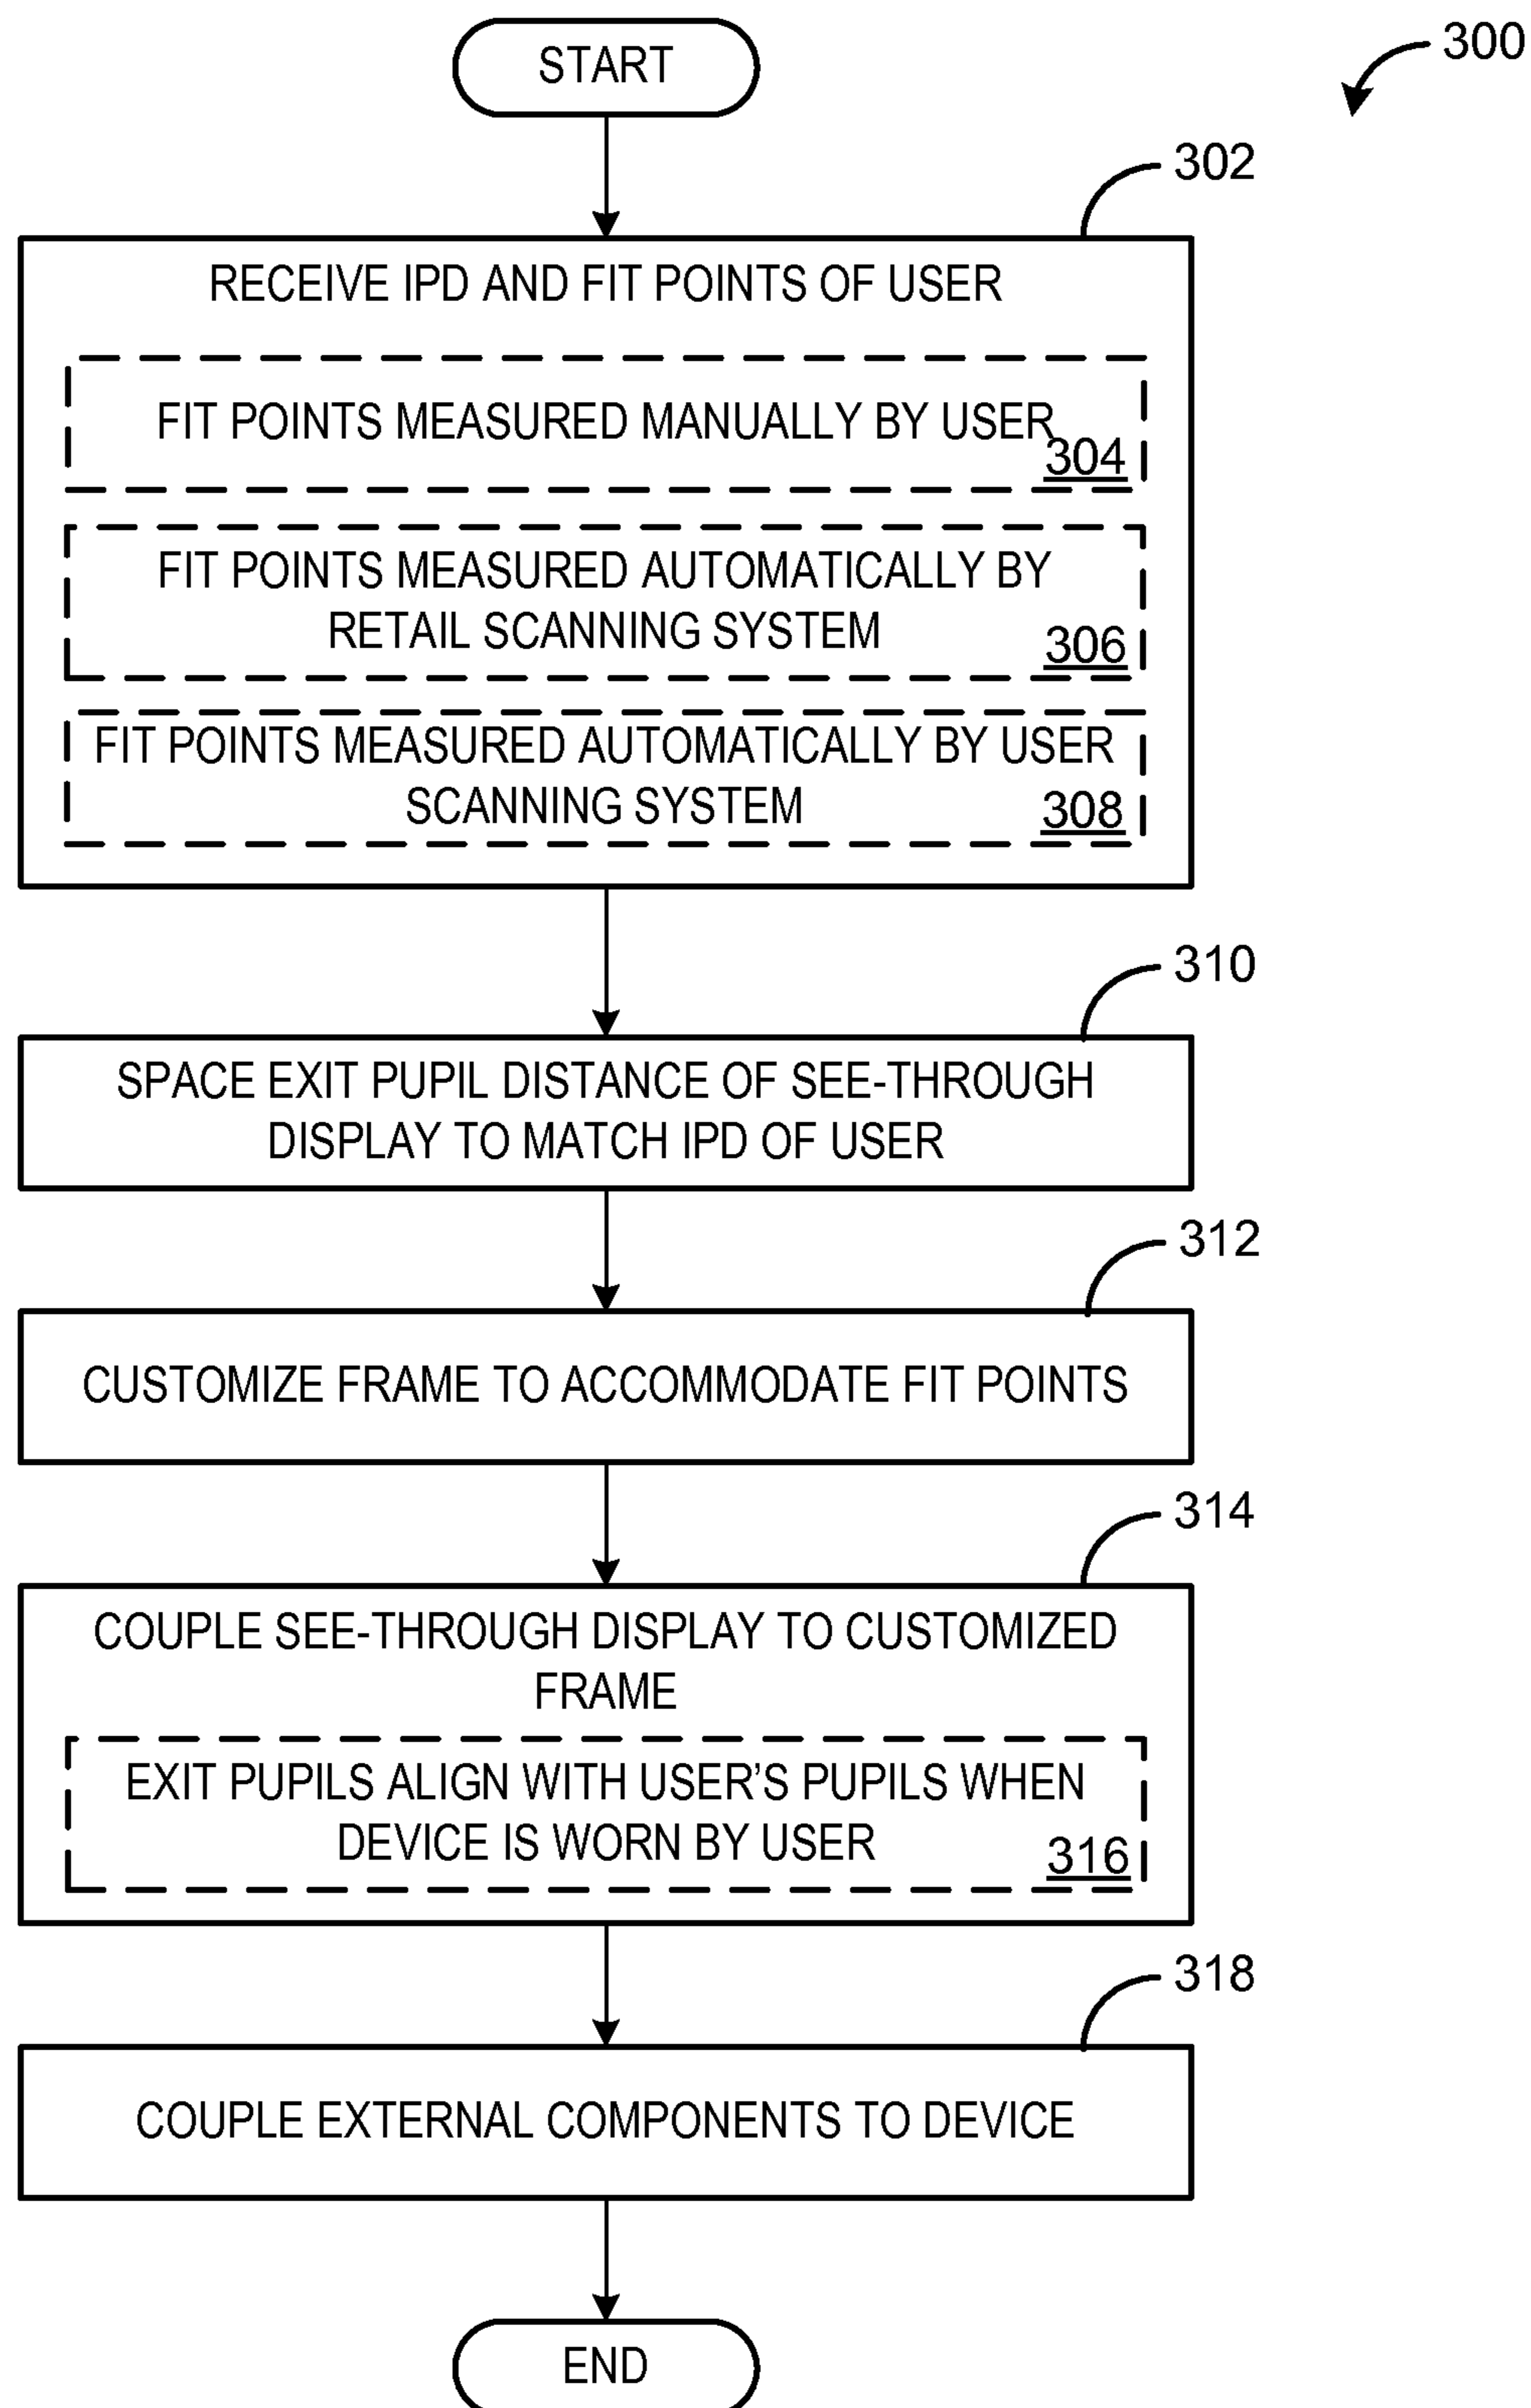 START
300
302
RECEIVE IPD AND FIT POINTS OF USER
FIT POINTS MEASURED MANUALLY BY USER
304
FIT POINTS MEASURED AUTOMATICALLY BY
RETAIL SCANNING SYSTEM
306
FIT POINTS MEASURED AUTOMATICALLY BY USER
SCANNING SYSTEM
308
310
SPACE EXIT PUPIL DISTANCE OF SEE-THROUGH
DISPLAY TO MATCH IPD OF USER
312
CUSTOMIZE FRAME TO ACCOMMODATE FIT POINTS
314
COUPLE SEE-THROUGH DISPLAY TO CUSTOMIZED
FRAME
EXIT PUPILS ALIGN WITH USER'S PUPILS WHEN
DEVICE IS WORN BY USER
316
318
COUPLE EXTERNAL COMPONENTS TO DEVICE
END